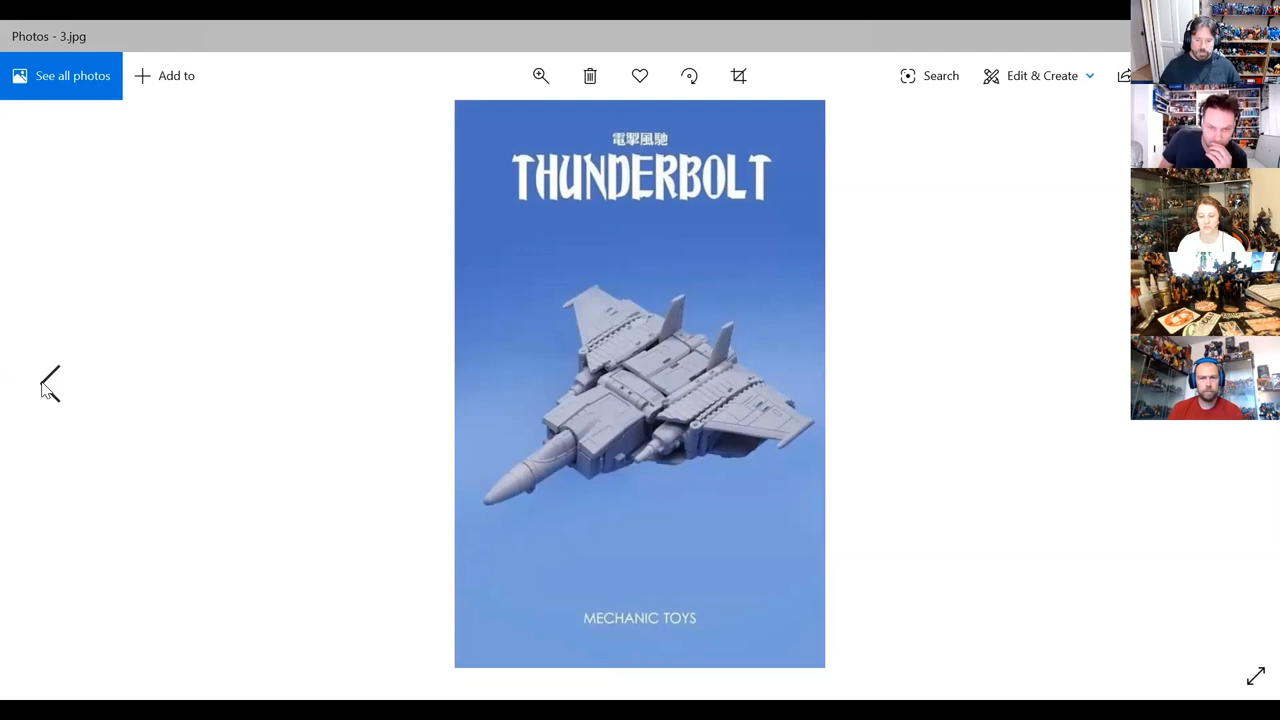 Photos - 3.jpg
See all photos
Add to
Search
Edit & Create
電擊風馳
THUNDERBOLT
MECHANIC TOYS